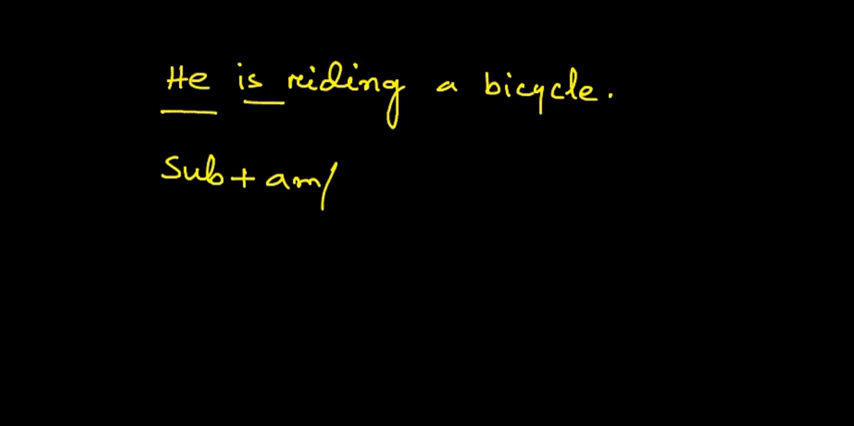 He is riding a bicycle.
Sub + am/